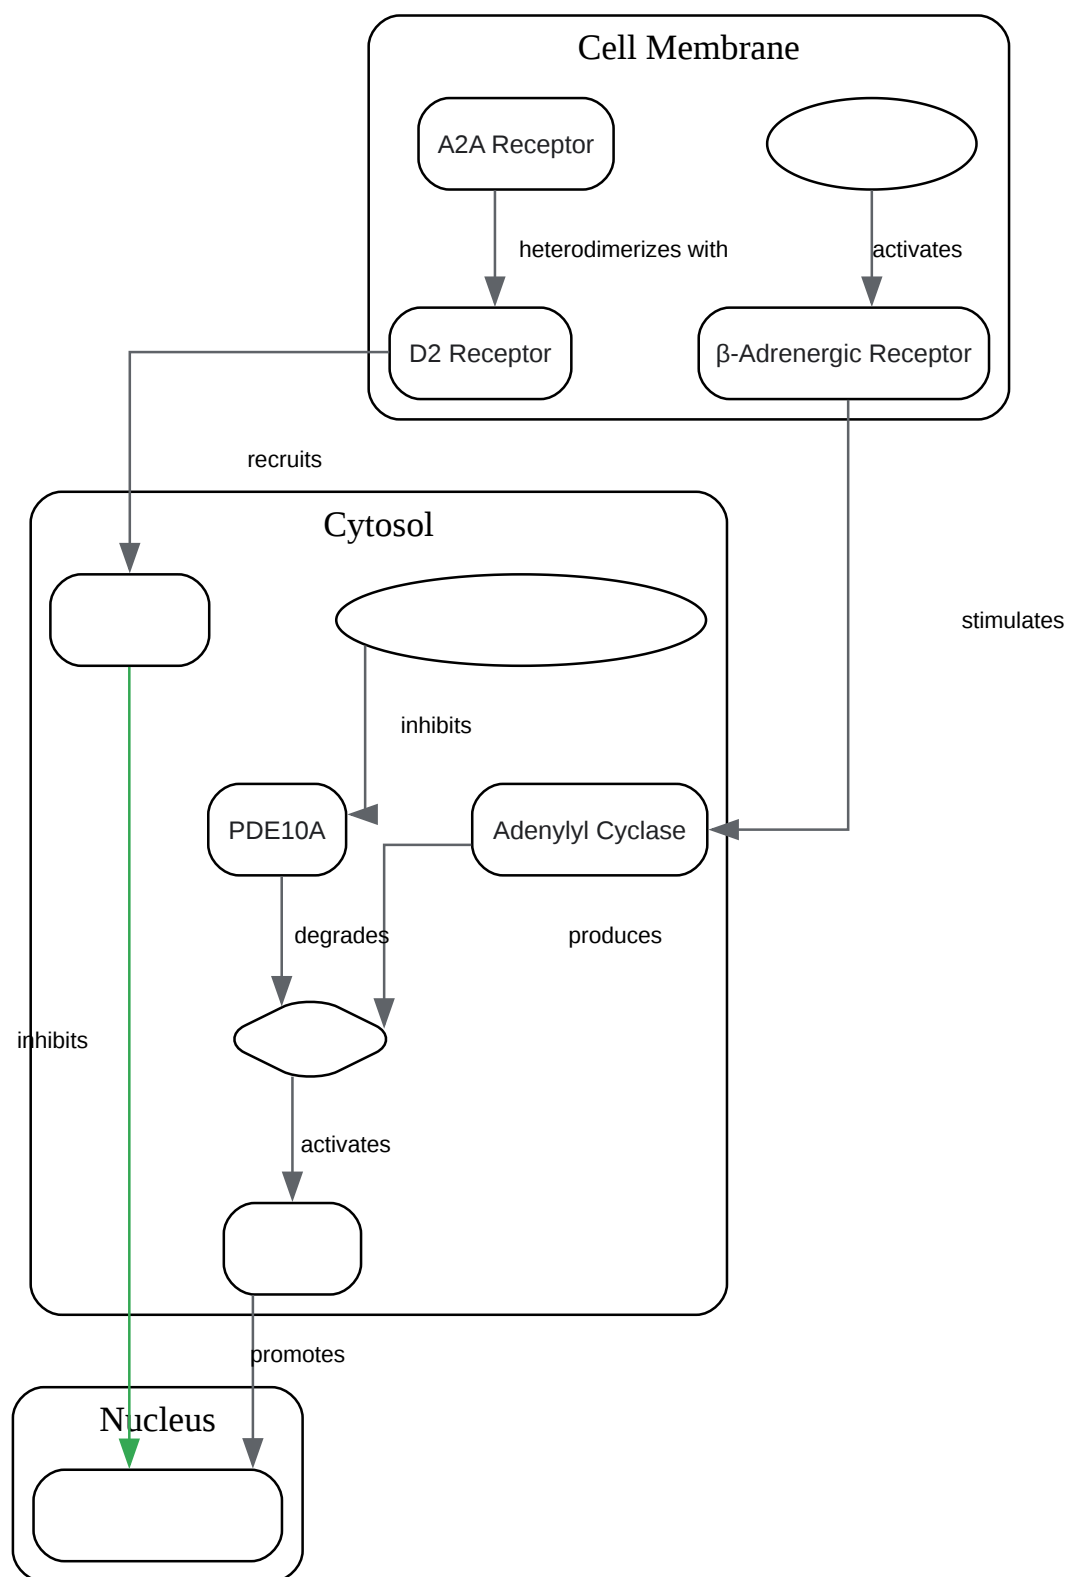 Cell Membrane
A2A Receptor
heterodimerizes with
activates
D2 Receptor
β-Adrenergic Receptor
recruits
Cytosol
stimulates
inhibits
PDE10A
Adenylyl Cyclase
degrades
produces
inhibits
activates
promotes
Nucleus